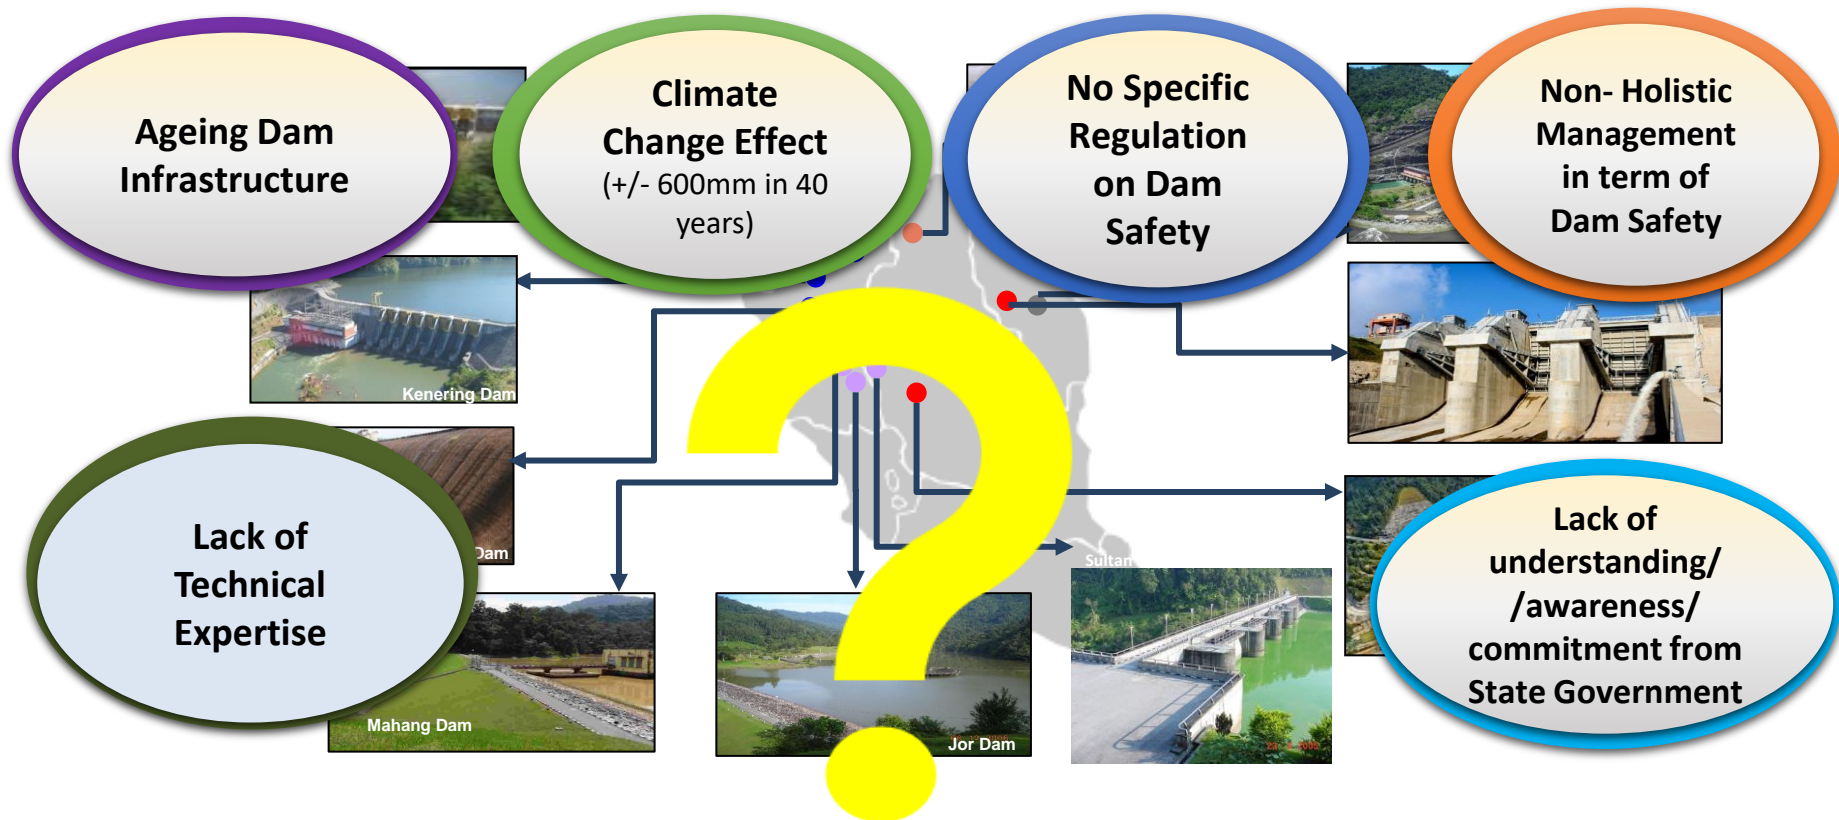 Ageing Dam
Infrastructure
Climate
Change Effect
(+/- 600mm in 40
years)
No Specific
Regulation
on Dam
Safety
Non- Holistic
Management
in term of
Dam Safety
Kenering Dam
Dam
Lack of
Technical
Expertise
Mahang Dam
Jor Dam
Sultan
Lack of
understanding/
/awareness/
commitment from
State Government